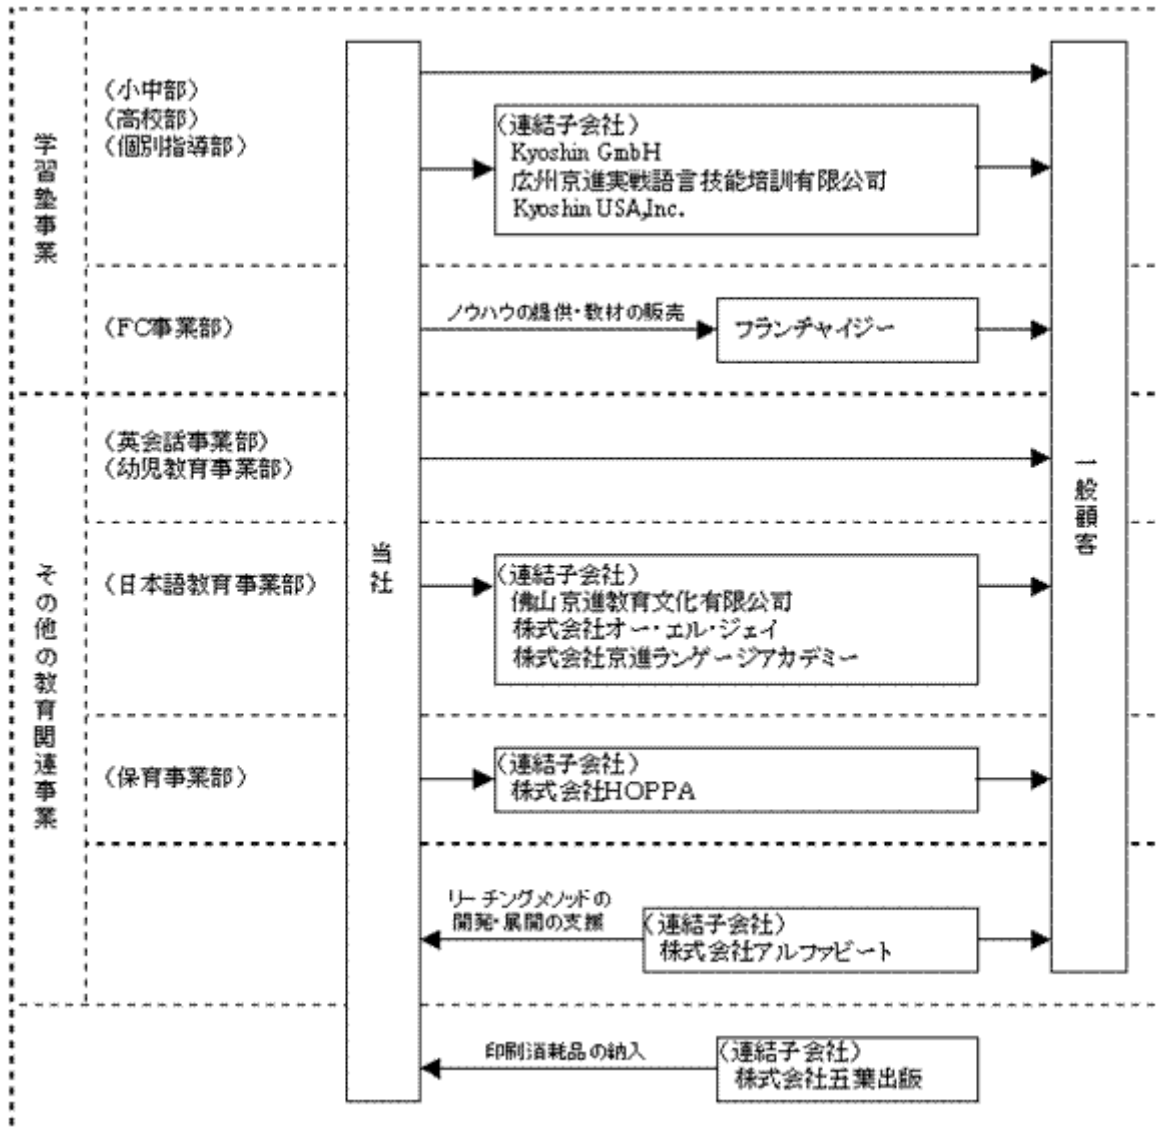 学習塾事業
（小中部）
（高校部）
（個別指導部）
（連結子会社）
Kyoshin GmbH
広州京進実戦語言技能培訓有限公司
Kyoshin USA,Inc.
（FC事業部）
ノウハウの提供・教材の販売
フランチャイジー
その他の教育関連事業
（英会話事業部）
（幼児教育事業部）
当社
一般顧客
（日本語教育事業部）
（連結子会社）
佛山京進教育文化有限公司
株式会社オー・エル・ジェイ
株式会社京進ランゲージアカデミー
（保育事業部）
（連結子会社）
株式会社HOPPA
リーチングメソッドの
開発・展開の支援
（連結子会社）
株式会社アルファビート
印刷消耗品の納入
（連結子会社）
株式会社五葉出版